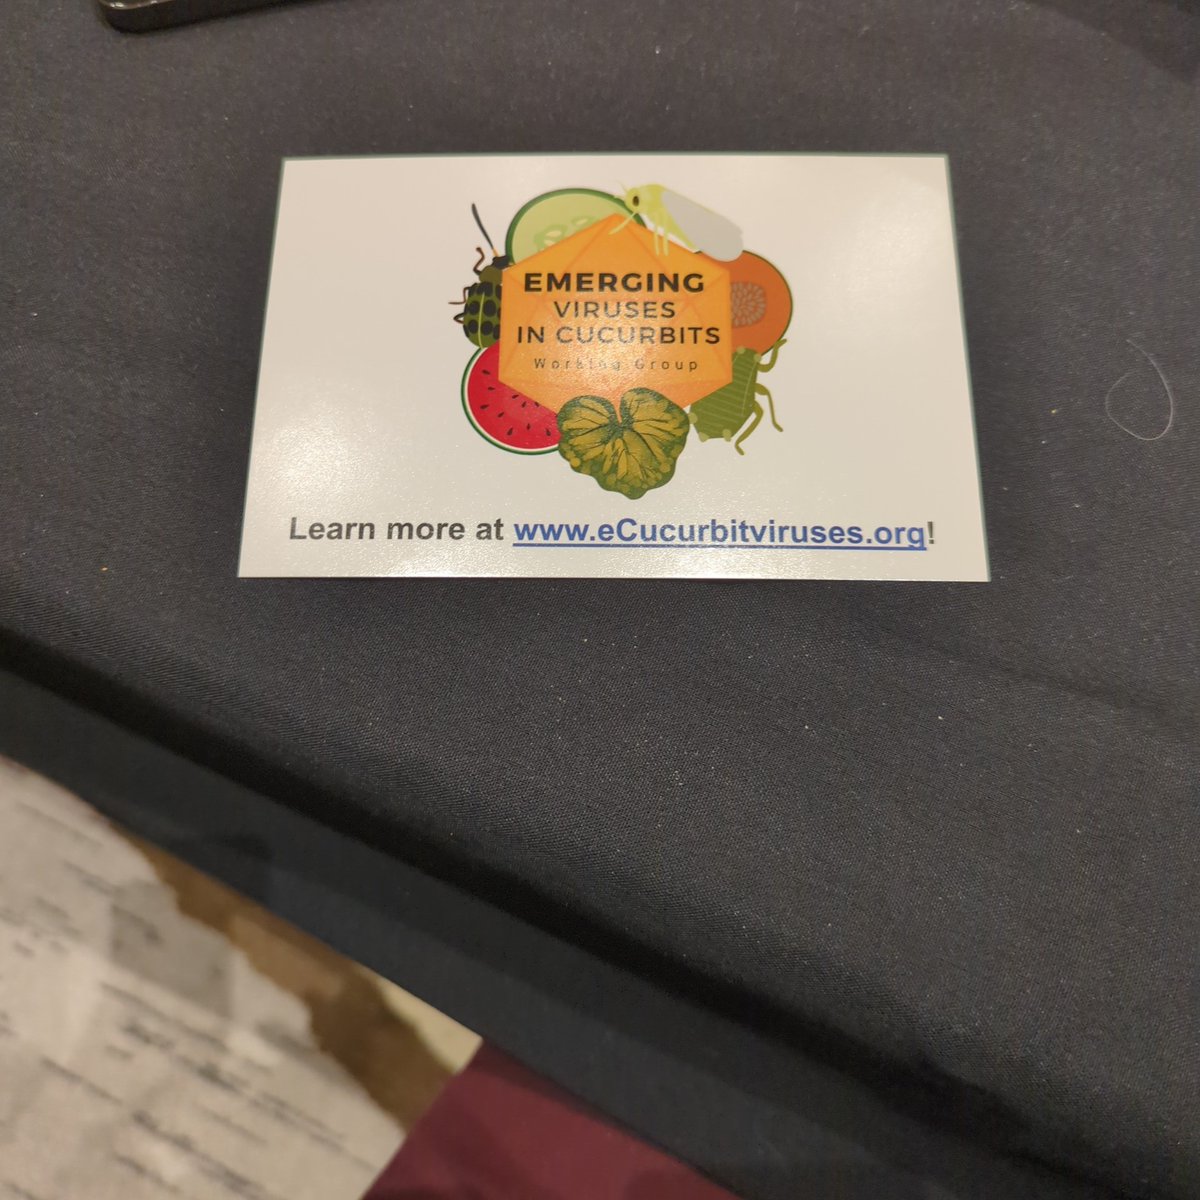 EMERGING
VIRUSES
IN CUCURBITS
Working Group
Learn more at www.eCucurbitviruses.org!